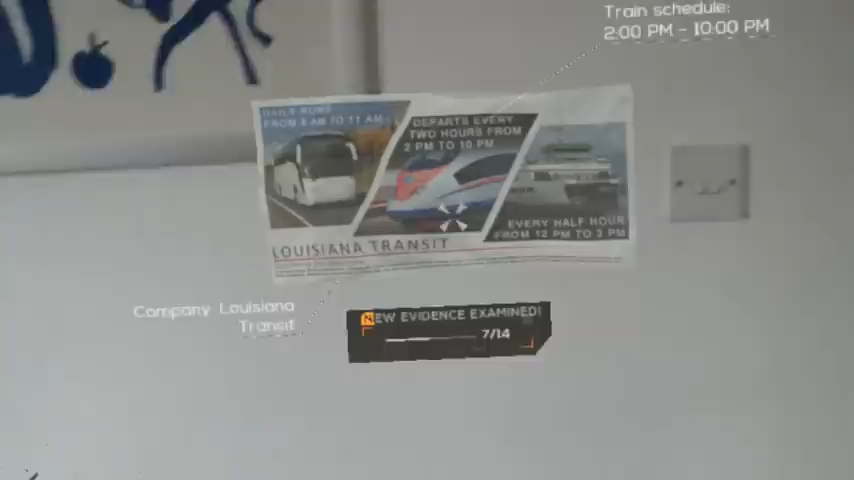 Train schedule:
2:00 PM - 10:00 PM
DAILY RUNS
FROM 8 AM TO 11 AM
DEPARTS EVERY
TWO HOURS FROM
2 PM TO 10 PM
EVERY HALF HOUR
FROM 12 PM TO 3 PM
LOUISIANA TRANSIT
Company: Louisiana
Transit
NEW EVIDENCE EXAMINED!
7/14